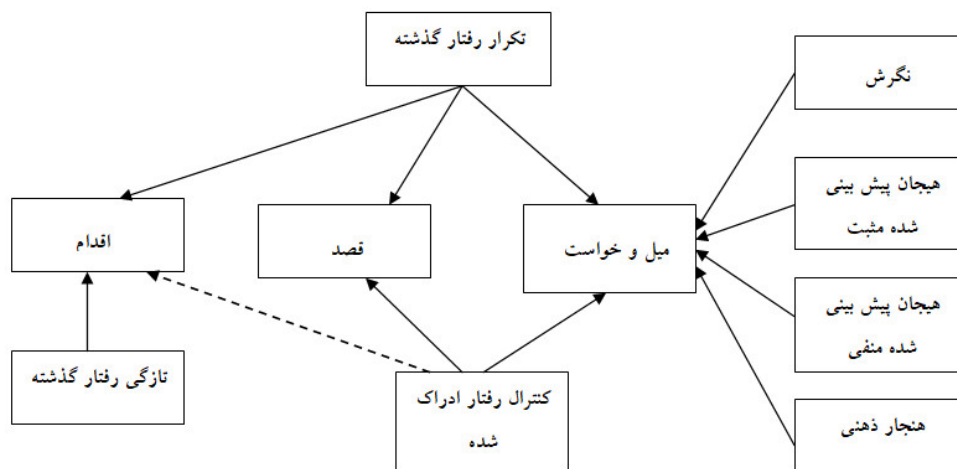 تکرار رفتار گذشته
نگرش
هیجان پیش بینی
شده مثبت
میل و خواست
قصد
اقدام
هیجان پیش بینی
شده منفی
تازگی رفتار گذشته
کنترل رفتار ادراک
شده
هنجار ذهنی